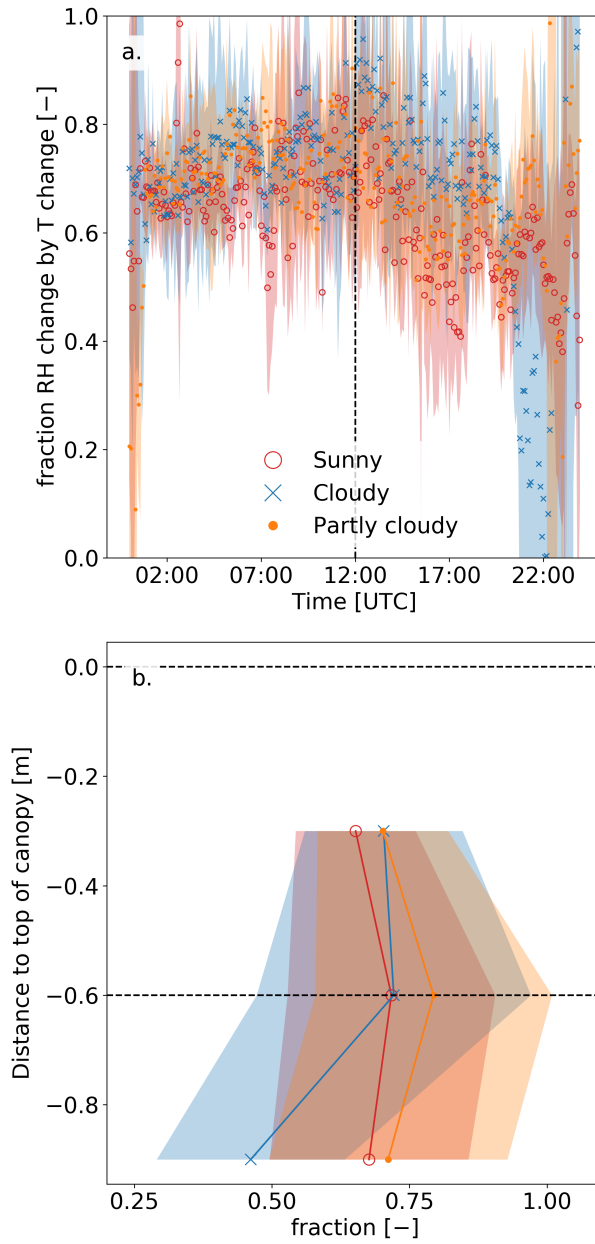 a.
fraction RH change by T change [−]
1.0
0.8
0.6
0.4
0.2
0.0
Sunny
Cloudy
Partly cloudy
02:00 07:00 12:00 17:00 22:00
Time [UTC]
b.
Distance to top of canopy [m]
0.0
−0.2
−0.4
−0.6
−0.8
0.25 0.50 0.75 1.00
fraction [−]